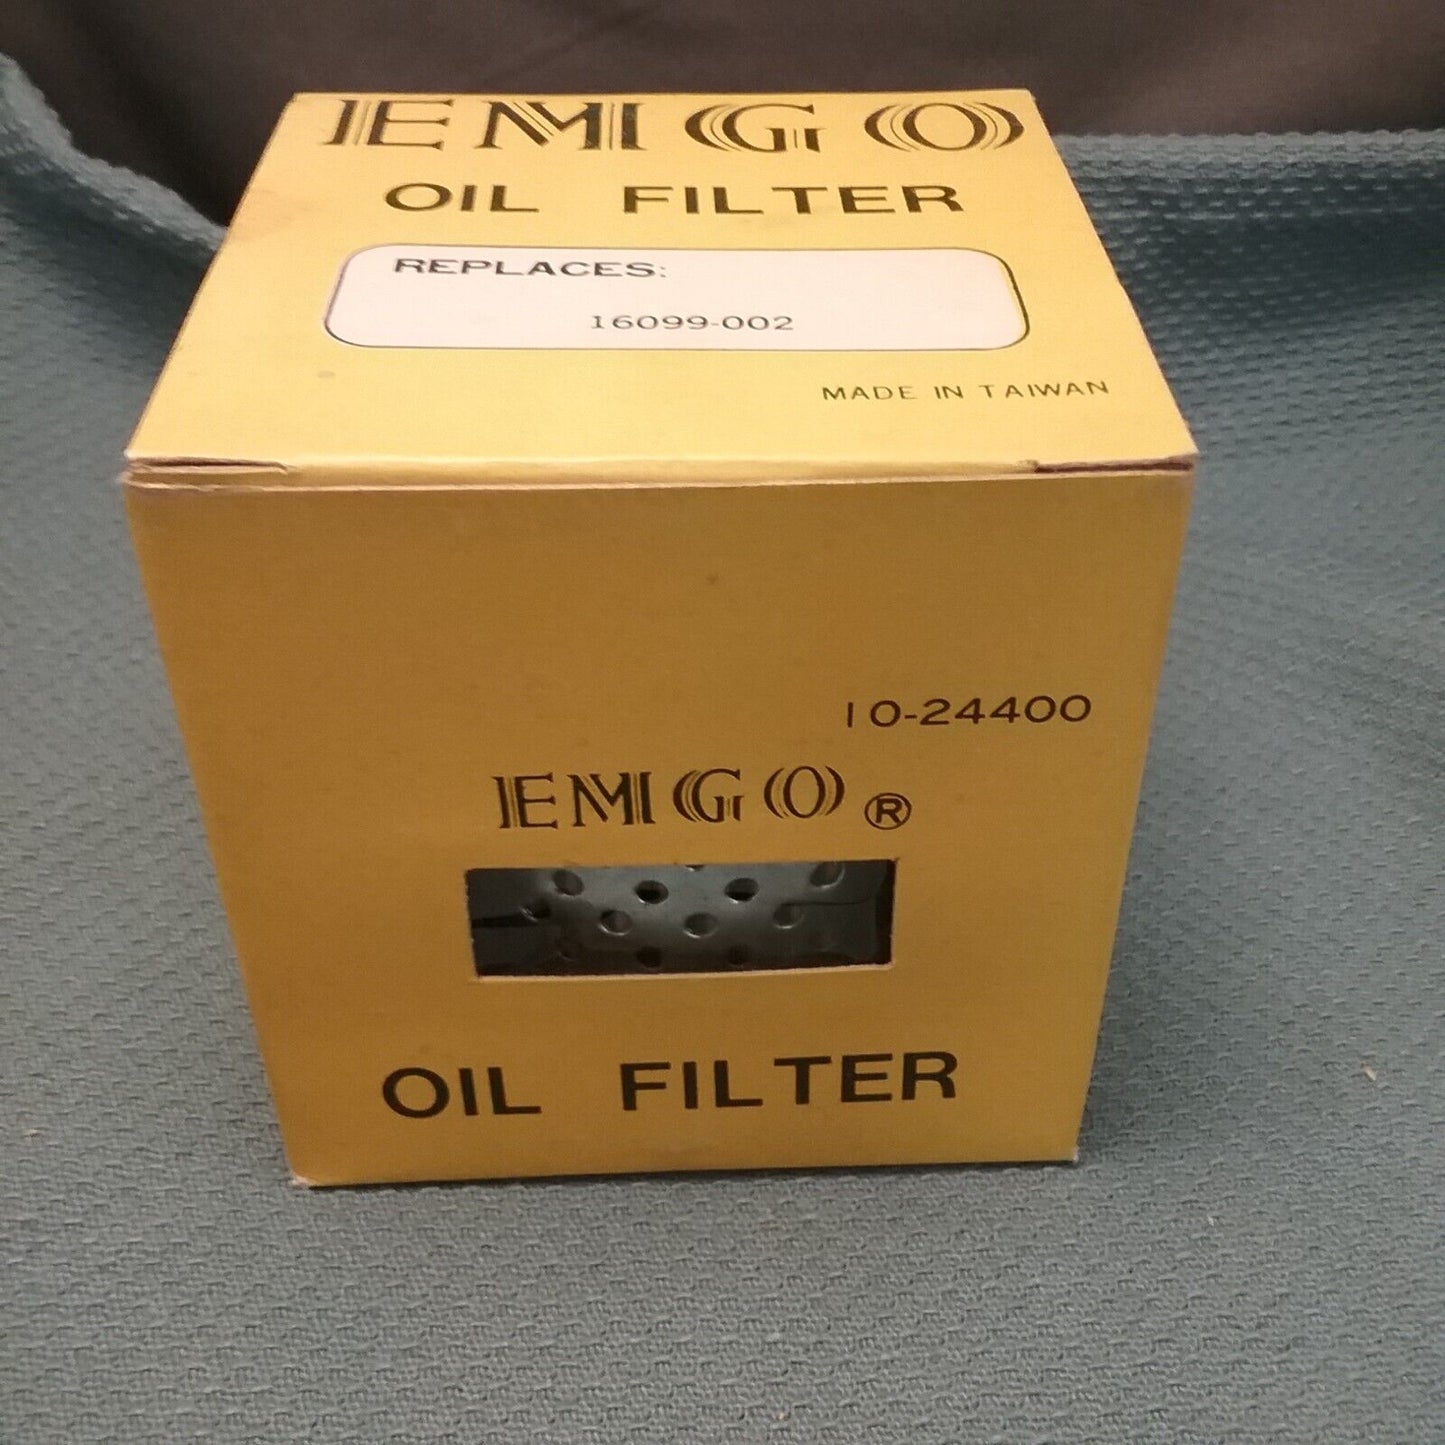 EMGO
OIL FILTER
REPLACES:
16099-002
MADE IN TAIWAN
10-24400
EMGO ®
OIL FILTER